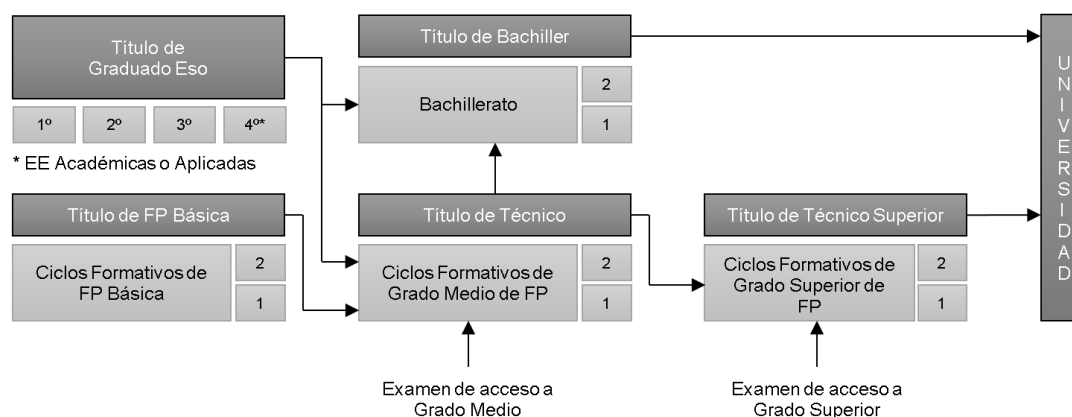 Título de
Graduado Eso
1º
2º
3º
4º*
* EE Académicas o Aplicadas
Título de Bachiller
Bachillerato
2
1
Título de FP Básica
Ciclos Formativos de
FP Básica
2
1
Título de Técnico
Ciclos Formativos de
Grado Medio de FP
2
1
Título de Técnico Superior
Ciclos Formativos de
Grado Superior de
FP
2
1
UNIVERSIDAD
Examen de acceso a
Grado Medio
Examen de acceso a
Grado Superior